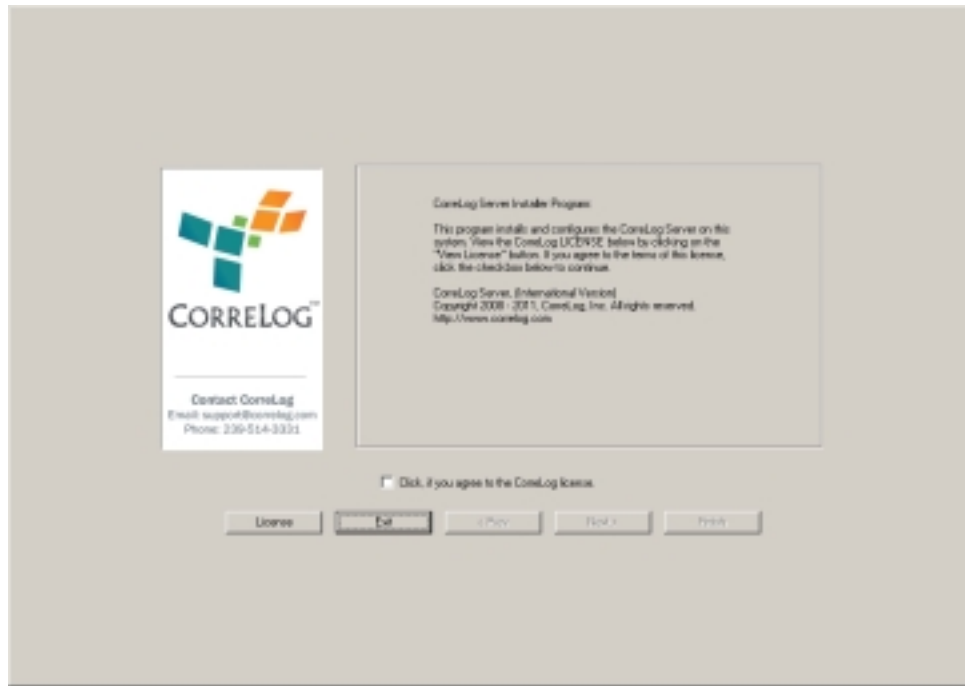 CORRELOG™
Contact CorreLog
Email: support@correlog.com
Phone: 239-514-3331
CorreLog Server Installer Program
This program installs and configures the CorreLog Server on this
system. View the CorreLog LICENSE below by clicking on the
"View License" button. If you agree to the terms of this license,
click the checkbox below to continue.
CorreLog Server, (International Version)
Copyright 2008 - 2011, CorreLog, Inc. All rights reserved.
http://www.correlog.com
Click, if you agree to the CorreLog license.
License
Exit
< Prev
Next >
Finish